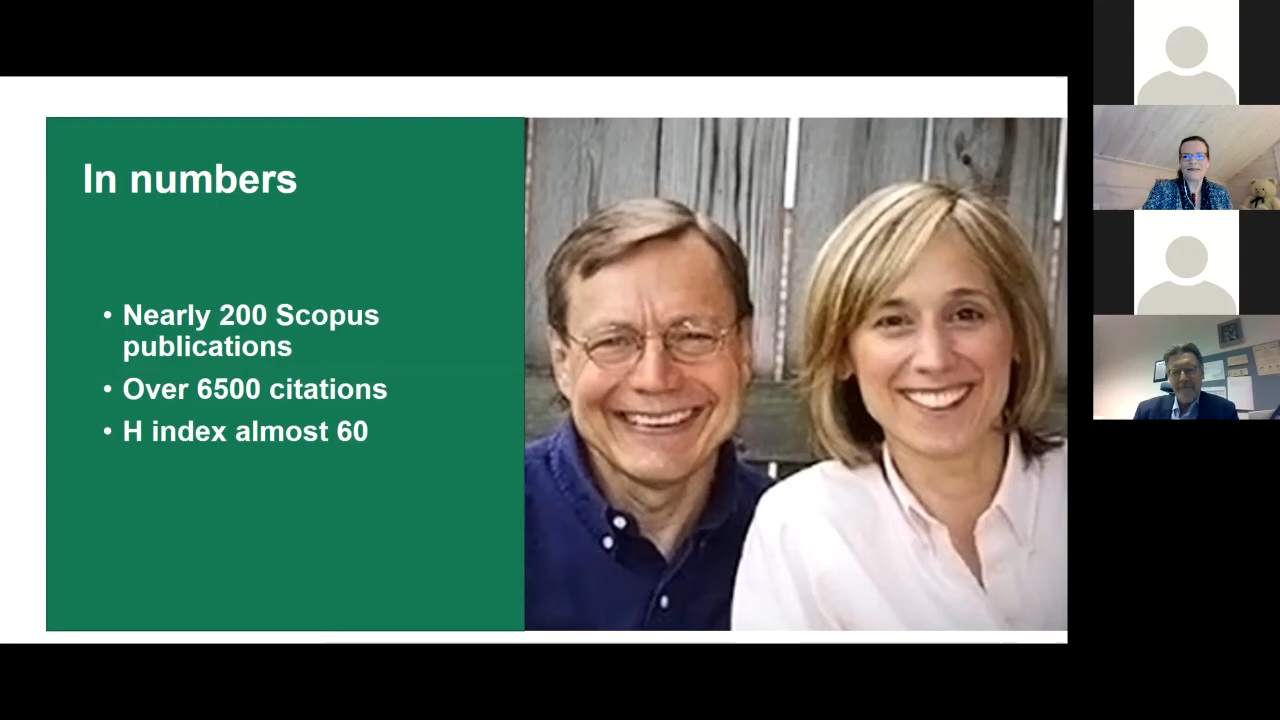 In numbers
• Nearly 200 Scopus
publications
• Over 6500 citations
• H index almost 60